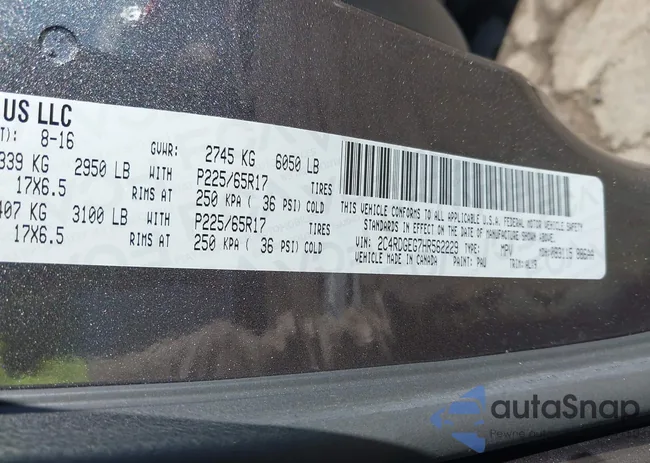 US LLC
T): 8-16 GVWR: 2745 KG 6050 LB
339 KG 2950 LB WITH P225/65R17 TIRES
17X6.5 RIMS AT 250 KPA ( 36 PSI) COLD
407 KG 3100 LB WITH P225/65R17 TIRES
17X6.5 RIMS AT 250 KPA ( 36 PSI) COLD
THIS VEHICLE CONFORMS TO ALL APPLICABLE U.S.A. FEDERAL MOTOR VEHICLE SAFETY
STANDARDS IN EFFECT ON THE DATE OF MANUFACTURE SHOWN ABOVE.
VIN: 2C4RDGEG7HR562229 TYPE: MPV
VEHICLE MADE IN CANADA PAINT: PAU
autoSnap
Pewne